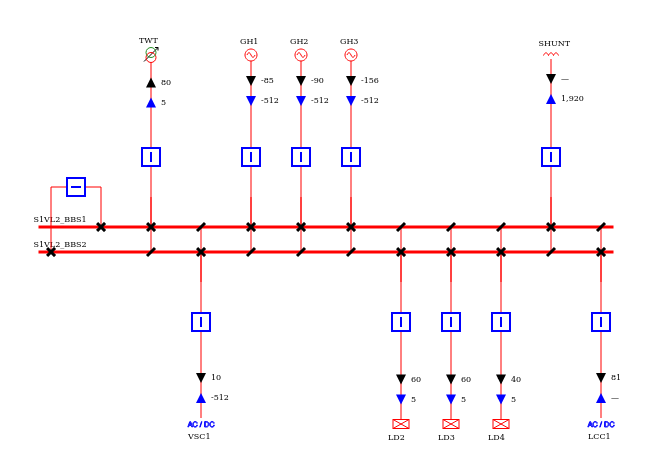 TWT GH1 GH2 GH3 SHUNT
80 -85 -90 -156 —
5 -512 -512 -512 1,920
S1VL2_BBS1
S1VL2_BBS2
10 60 60 40 81
-512 5 5 5 —
AC / DC AC / DC
VSC1 LD2 LD3 LD4 LCC1